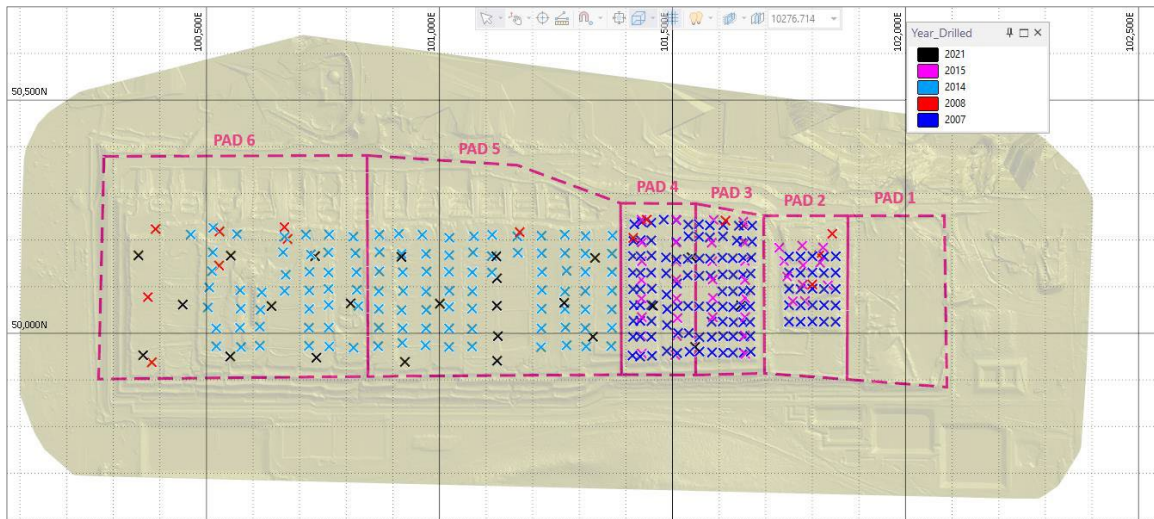 10276.714
100,500E
101,000E
101,500E
102,000E
102,500E
Year_Drilled
2021
2015
2014
2008
2007
50,500N
PAD 6
PAD 5
PAD 4
PAD 3
PAD 2
PAD 1
50,000N